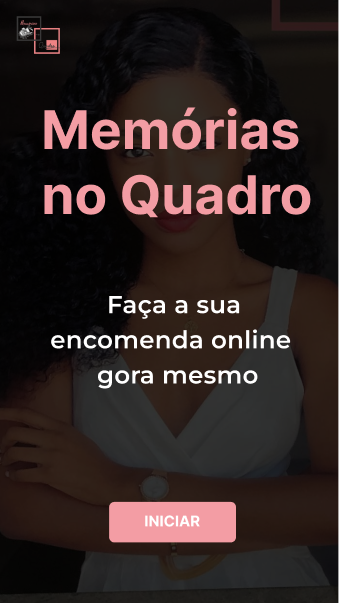 Memórias
no Quadro
Faça a sua
encomenda online
gora mesmo
INICIAR